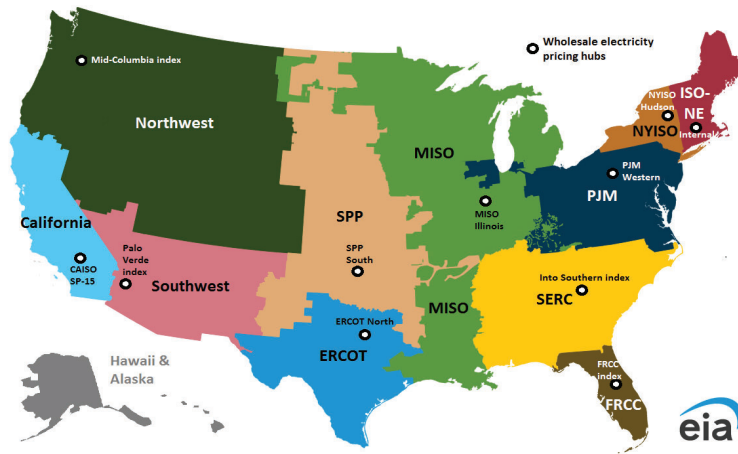 Mid-Columbia index
Wholesale electricity
pricing hubs
NYISO
Hudson
ISO-
NE
Internal
NYISO
Northwest
MISO
PJM
Western
PJM
MISO
Illinois
California
SPP
CAISO
SP-15
Palo
Verde
index
Southwest
SPP
South
Into Southern index
SERC
MISO
ERCOT North
ERCOT
Hawaii &
Alaska
FRCC
index
FRCC
eia